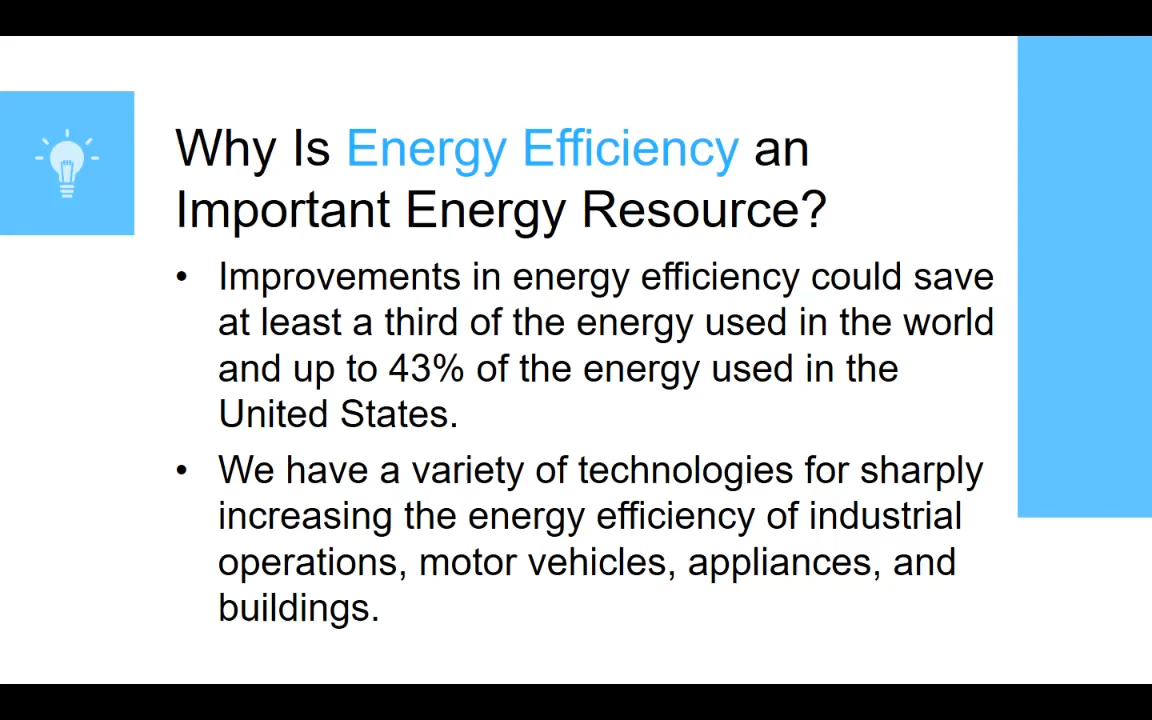 Why Is Energy Efficiency an
Important Energy Resource?
• Improvements in energy efficiency could save
at least a third of the energy used in the world
and up to 43% of the energy used in the
United States.
• We have a variety of technologies for sharply
increasing the energy efficiency of industrial
operations, motor vehicles, appliances, and
buildings.